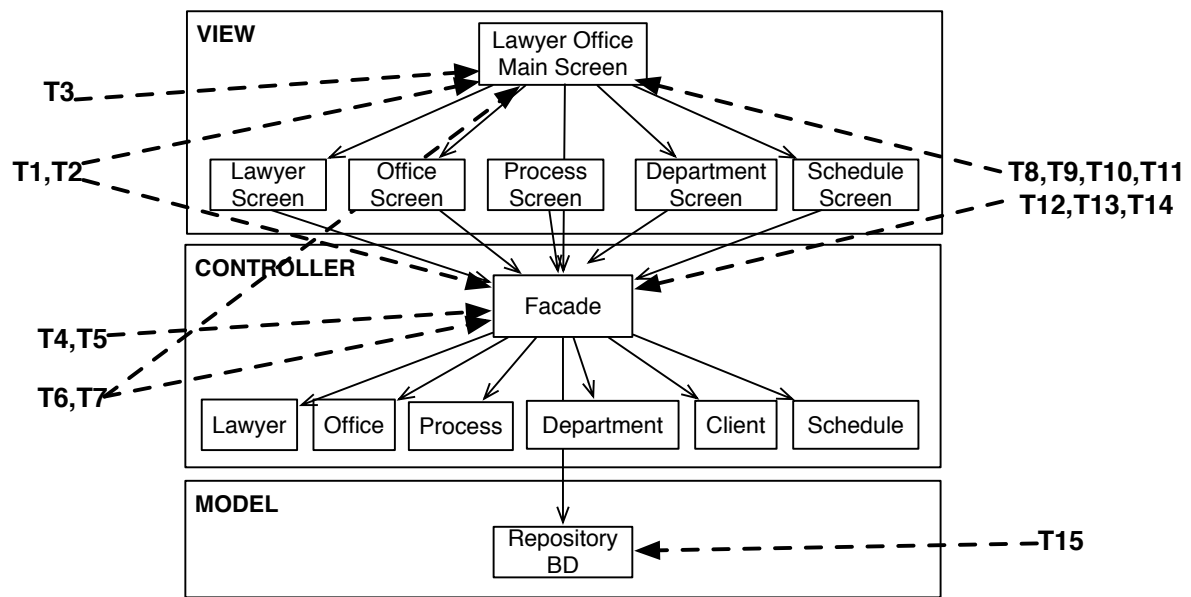 VIEW
Lawyer Office
Main Screen
T3
T1,T2
Lawyer
Screen
Office
Screen
Process
Screen
Department
Screen
Schedule
Screen
T8,T9,T10,T11
T12,T13,T14
CONTROLLER
Facade
T4,T5
T6,T7
Lawyer
Office
Process
Department
Client
Schedule
MODEL
Repository
BD
T15